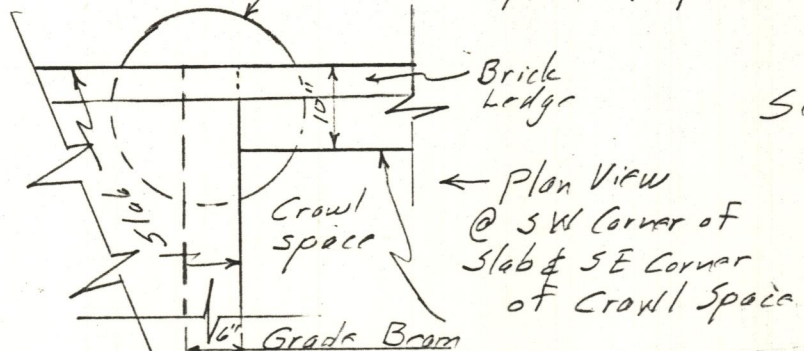 Brick
Ledge
10"
Slab
Crawl
space
← Plan View
@ SW Corner of
Slab & SE Corner
of Crawl Space
6"
Grade Beam